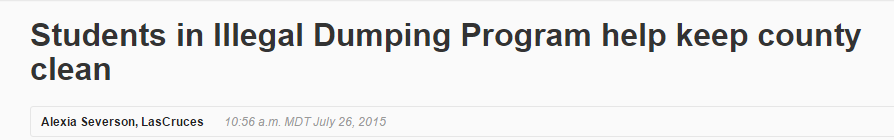 Students in Illegal Dumping Program help keep county
clean
Alexia Severson, LasCruces 10:56 a.m. MDT July 26, 2015